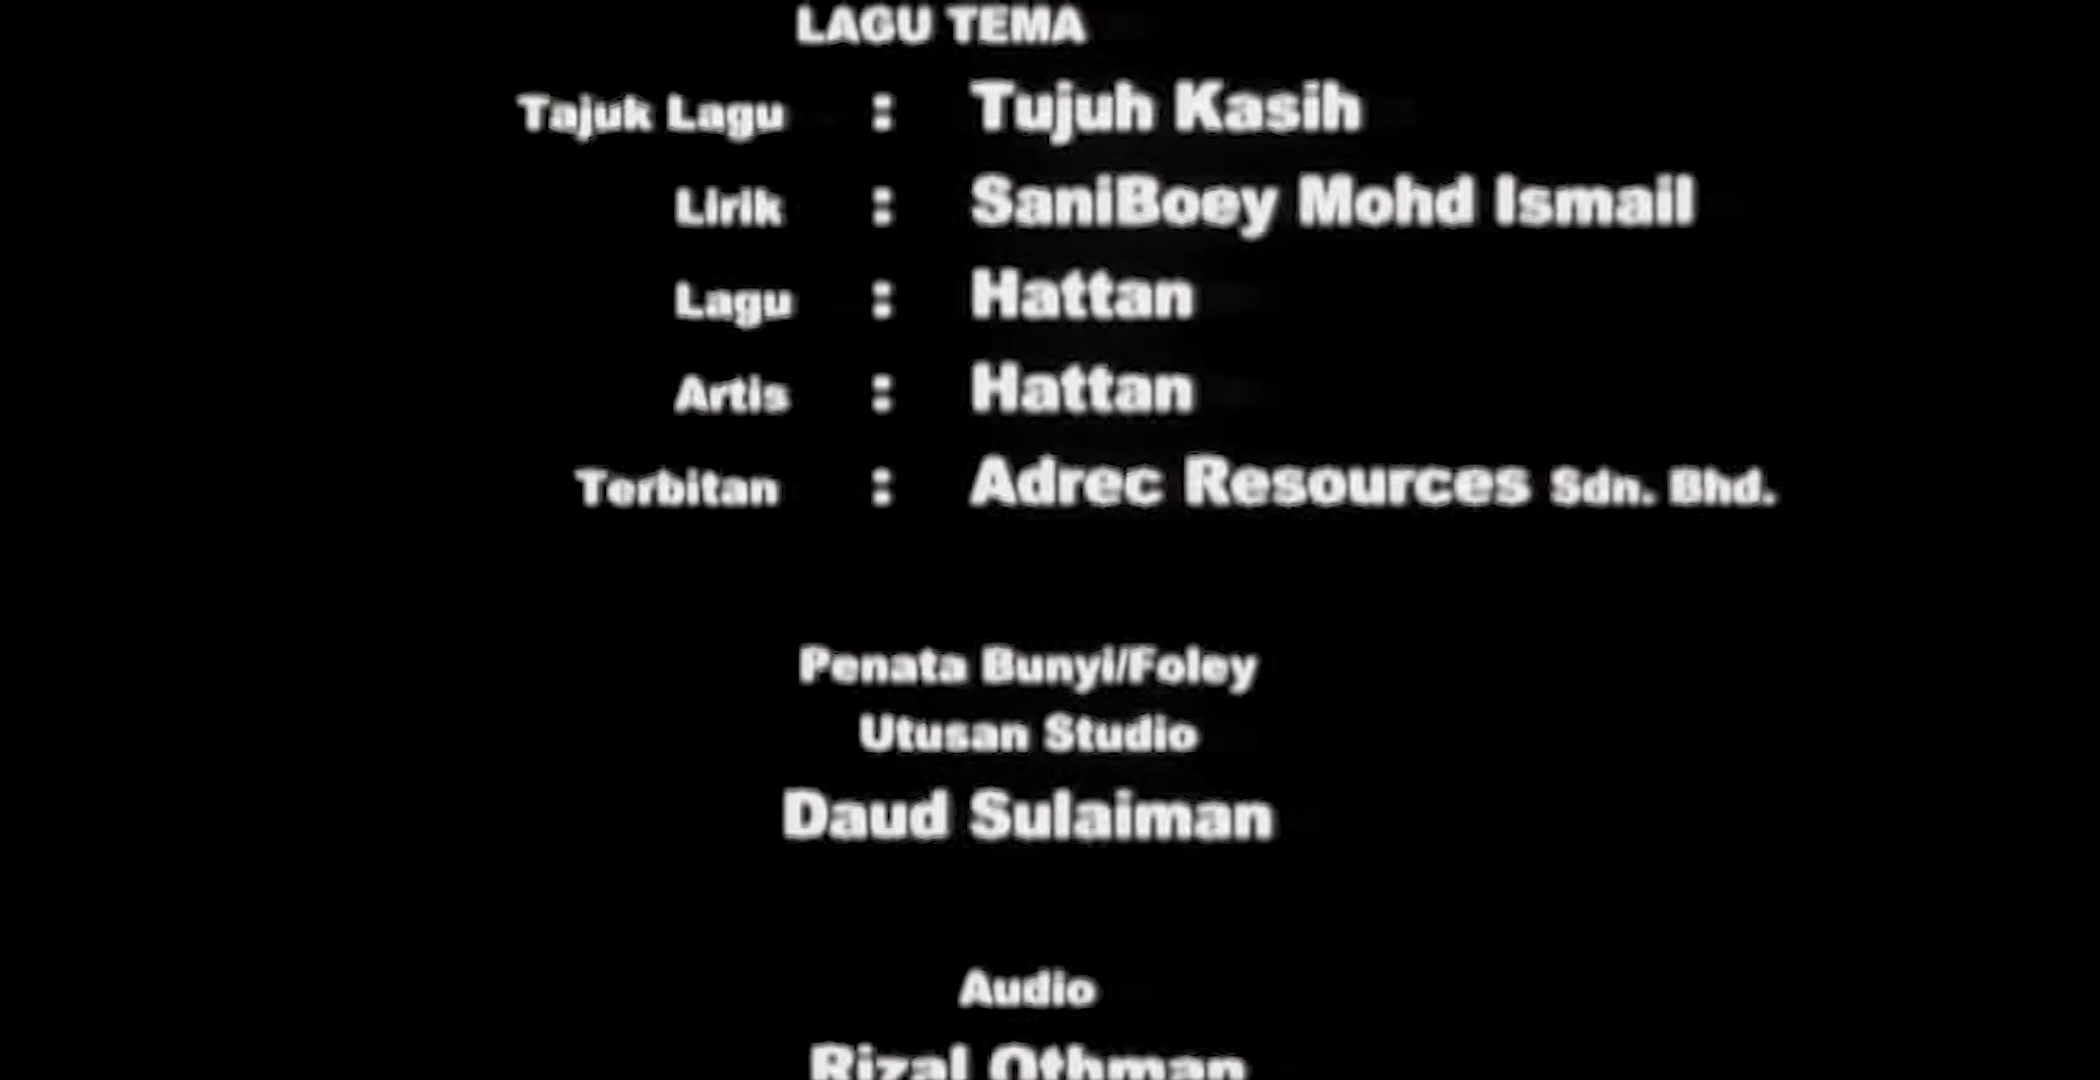 LAGU TEMA
Tajuk Lagu : Tujuh Kasih
Lirik : SaniBoey Mohd Ismail
Lagu : Hattan
Artis : Hattan
Terbitan : Adrec Resources Sdn. Bhd.
Penata Bunyi/Foley
Utusan Studio
Daud Sulaiman
Audio
Rizal Othman